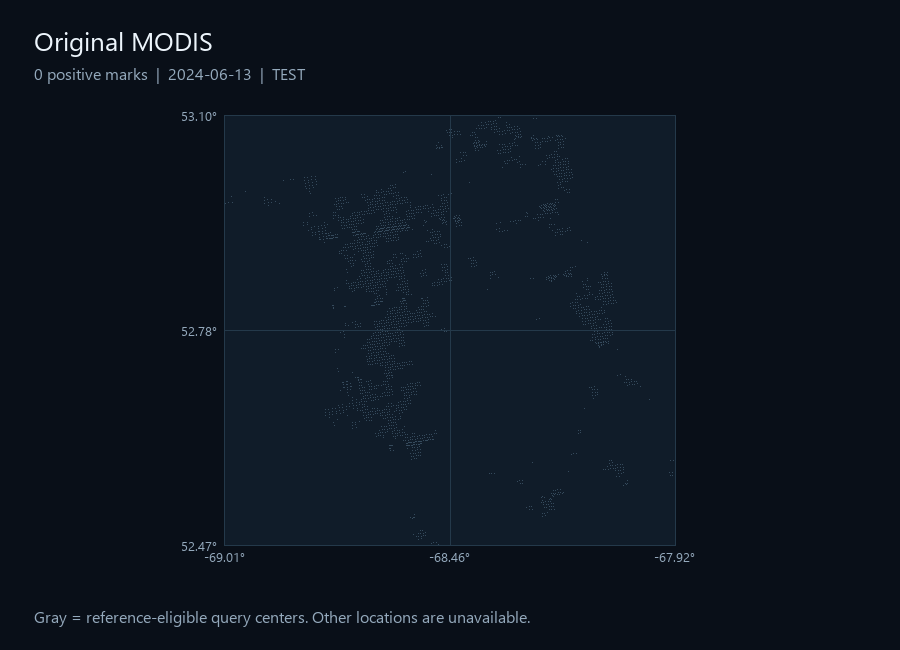 Original MODIS
0 positive marks | 2024-06-13 | TEST
53.10°
52.78°
52.47°
-69.01° -68.46° -67.92°
Gray = reference-eligible query centers. Other locations are unavailable.